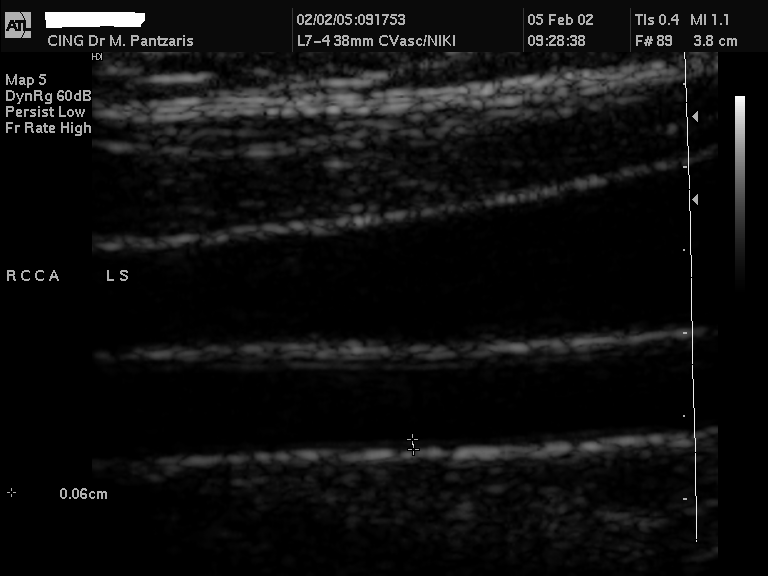 ATL
02/02/05:091753
05 Feb 02
TIs 0.4 MI 1.1
CING Dr M. Pantzaris
L7-4 38mm CVasc/NIKI
09:28:38
F# 89 3.8 cm
HDI
Map 5
DynRg 60dB
Persist Low
Fr Rate High
RCCA LS
0.06cm